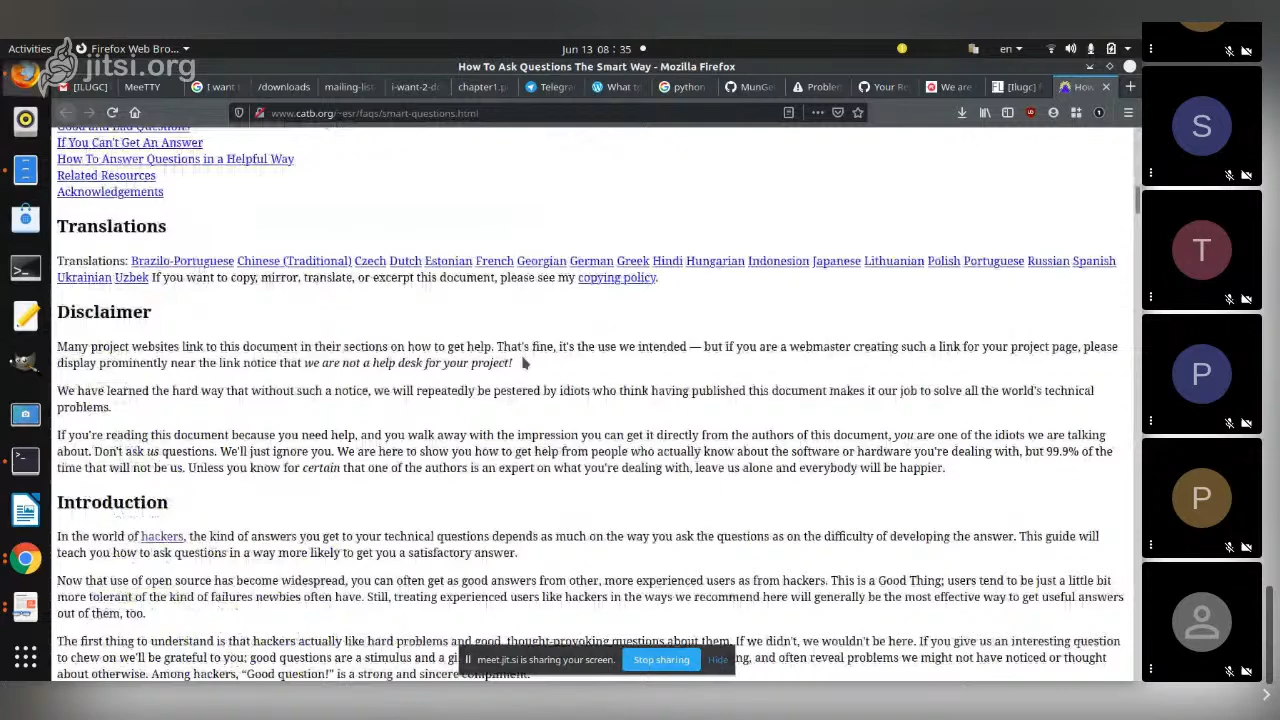 Activities
Firefox Web Bro...
Jun 13 08 : 35
en
jitsi.org
How To Ask Questions The Smart Way - Mozilla Firefox
[ILUGC]
MeeTTY
I want
/downloads
mailing-lis
i-want-2-d
chapter1.p
Telegra
What to
python
MunGe
Problem
Your Re
We are
[Ilugc]
How
www.catb.org/~esr/faqs/smart-questions.html
Good and Bad Questions
If You Can't Get An Answer
How To Answer Questions in a Helpful Way
Related Resources
Acknowledgements
Translations
Translations: Brazilo-Portuguese Chinese (Traditional) Czech Dutch Estonian French Georgian German Greek Hindi Hungarian Indonesion Japanese Lithuanian Polish Portuguese Russian Spanish
Ukrainian Uzbek If you want to copy, mirror, translate, or excerpt this document, please see my copying policy.
Disclaimer
Many project websites link to this document in their sections on how to get help. That's fine, it's the use we intended — but if you are a webmaster creating such a link for your project page, please
display prominently near the link notice that we are not a help desk for your project!
We have learned the hard way that without such a notice, we will repeatedly be pestered by idiots who think having published this document makes it our job to solve all the world's technical
problems.
If you're reading this document because you need help, and you walk away with the impression you can get it directly from the authors of this document, you are one of the idiots we are talking
about. Don't ask us questions. We'll just ignore you. We are here to show you how to get help from people who actually know about the software or hardware you're dealing with, but 99.9% of the
time that will not be us. Unless you know for certain that one of the authors is an expert on what you're dealing with, leave us alone and everybody will be happier.
Introduction
In the world of hackers, the kind of answers you get to your technical questions depends as much on the way you ask the questions as on the difficulty of developing the answer. This guide will
teach you how to ask questions in a way more likely to get you a satisfactory answer.
Now that use of open source has become widespread, you can often get as good answers from other, more experienced users as from hackers. This is a Good Thing; users tend to be just a little bit
more tolerant of the kind of failures newbies often have. Still, treating experienced users like hackers in the ways we recommend here will generally be the most effective way to get useful answers
out of them, too.
The first thing to understand is that hackers actually like hard problems and good, thought-provoking questions about them. If we didn't, we wouldn't be here. If you give us an interesting question
to chew on we'll be grateful to you; good questions are a stimulus and a gi ng, and often reveal problems we might not have noticed or thought
about otherwise. Among hackers, “Good question!” is a strong and sincere compliment.
meet.jit.si is sharing your screen.
Stop sharing
Hide
S
T
P
P